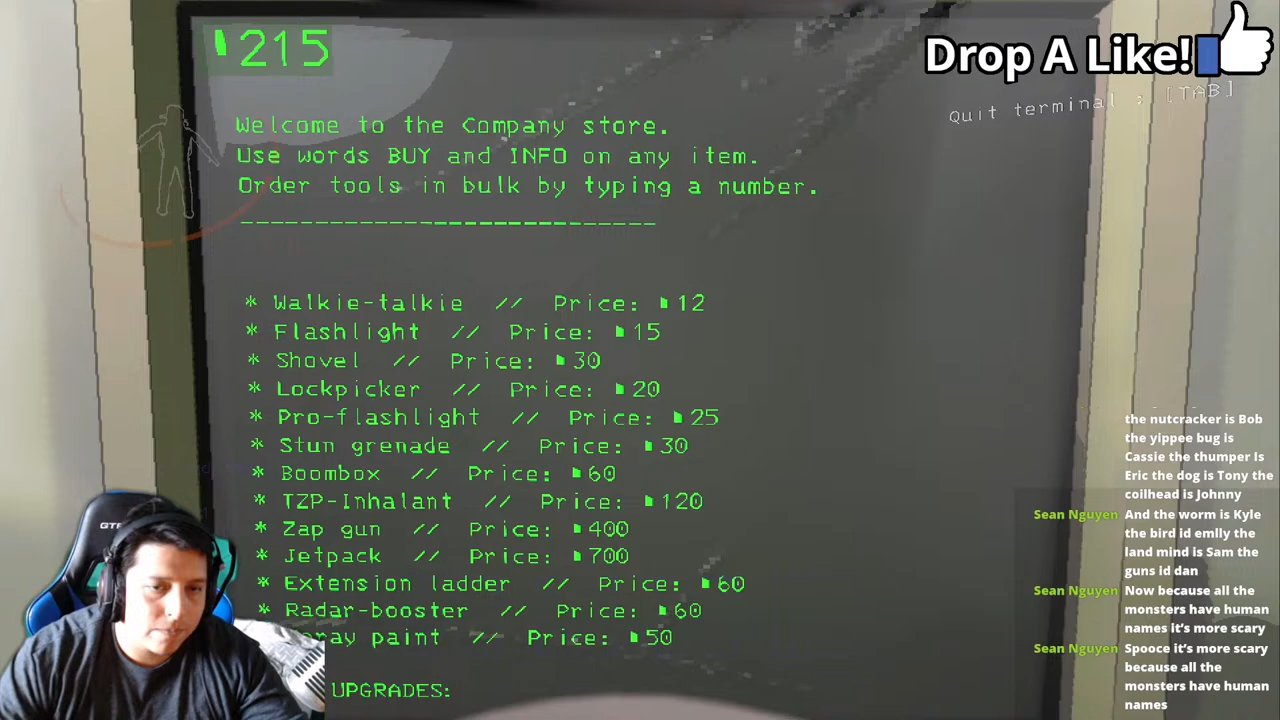 ▮215
Drop A Like!
Quit terminal : [TAB]
Welcome to the Company store.
Use words BUY and INFO on any item.
Order tools in bulk by typing a number.
----------------------------
* Walkie-talkie // Price: ▮12
* Flashlight // Price: ▮15
* Shovel // Price: ▮30
* Lockpicker // Price: ▮20
* Pro-flashlight // Price: ▮25
* Stun grenade // Price: ▮30
* Boombox // Price: ▮60
* TZP-Inhalant // Price: ▮120
* Zap gun // Price: ▮400
* Jetpack // Price: ▮700
* Extension ladder // Price: ▮60
* Radar-booster // Price: ▮60
ray paint // Price: ▮50
UPGRADES:
the nutcracker is Bob
the yippee bug is
Cassie the thumper Is
Eric the dog is Tony the
coilhead is Johnny
Sean Nguyen And the worm is Kyle
the bird id emlly the
land mind is Sam the
guns id dan
Sean Nguyen Now because all the
monsters have human
names it's more scary
Sean Nguyen Spooce it's more scary
because all the
monsters have human
names